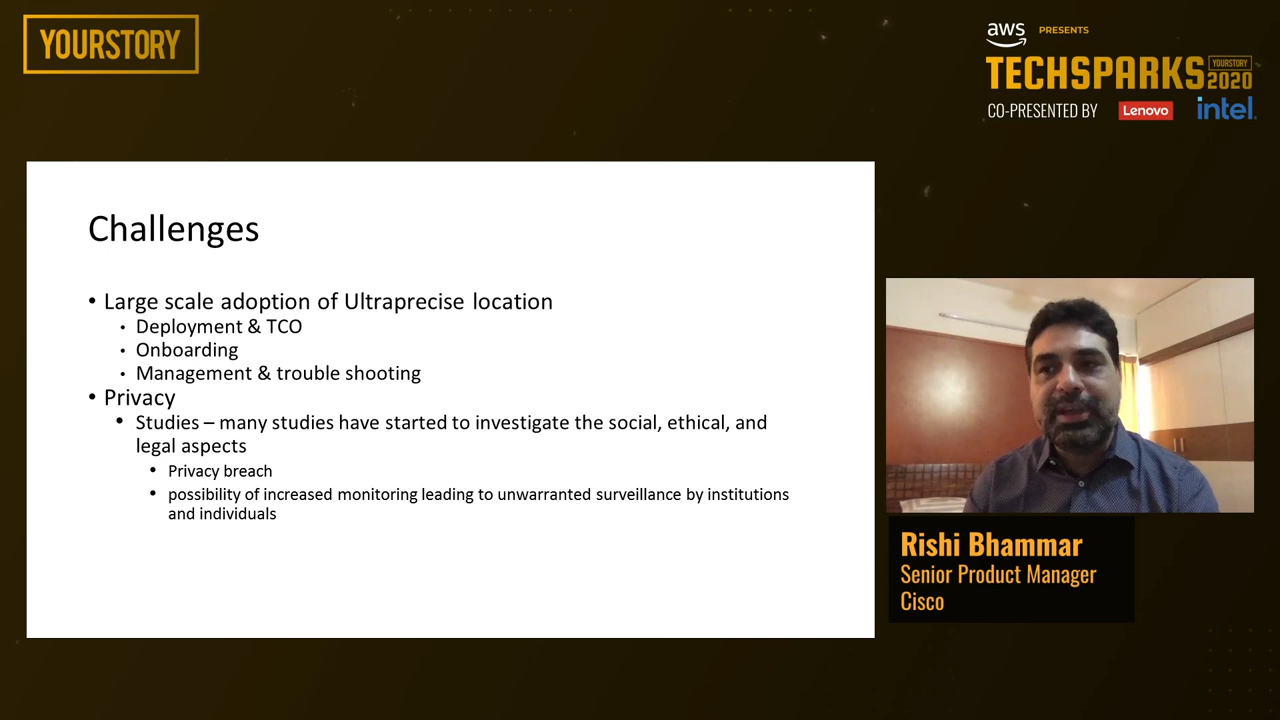 YOURSTORY
aws PRESENTS
TECHSPARKS YOURSTORY 2020
CO-PRESENTED BY Lenovo intel.
Challenges
• Large scale adoption of Ultraprecise location
• Deployment & TCO
• Onboarding
• Management & trouble shooting
• Privacy
• Studies – many studies have started to investigate the social, ethical, and
legal aspects
• Privacy breach
• possibility of increased monitoring leading to unwarranted surveillance by institutions
and individuals
Rishi Bhammar
Senior Product Manager
Cisco